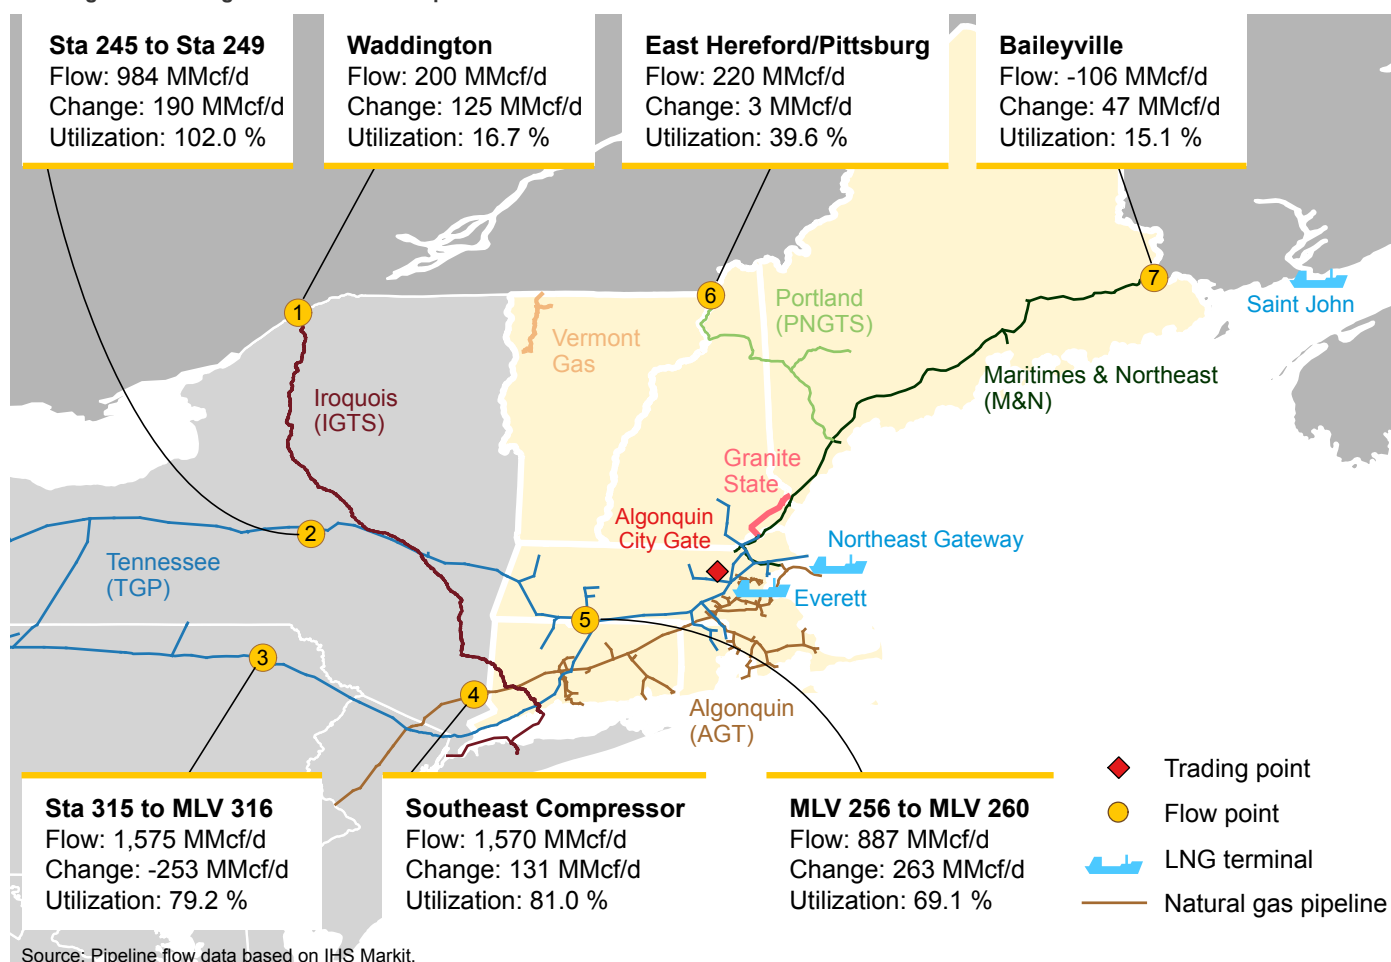 Sta 245 to Sta 249
Flow: 984 MMcf/d
Change: 190 MMcf/d
Utilization: 102.0 %
Waddington
Flow: 200 MMcf/d
Change: 125 MMcf/d
Utilization: 16.7 %
East Hereford/Pittsburg
Flow: 220 MMcf/d
Change: 3 MMcf/d
Utilization: 39.6 %
Baileyville
Flow: -106 MMcf/d
Change: 47 MMcf/d
Utilization: 15.1 %
1
6
7
Saint John
Portland
(PNGTS)
Vermont
Gas
Maritimes & Northeast
(M&N)
Iroquois
(IGTS)
Granite
State
Algonquin
City Gate
2
Northeast Gateway
Tennessee
(TGP)
Everett
5
3
4
Algonquin
(AGT)
Sta 315 to MLV 316
Flow: 1,575 MMcf/d
Change: -253 MMcf/d
Utilization: 79.2 %
Southeast Compressor
Flow: 1,570 MMcf/d
Change: 131 MMcf/d
Utilization: 81.0 %
MLV 256 to MLV 260
Flow: 887 MMcf/d
Change: 263 MMcf/d
Utilization: 69.1 %
Trading point
Flow point
LNG terminal
Natural gas pipeline
Source: Pipeline flow data based on IHS Markit.